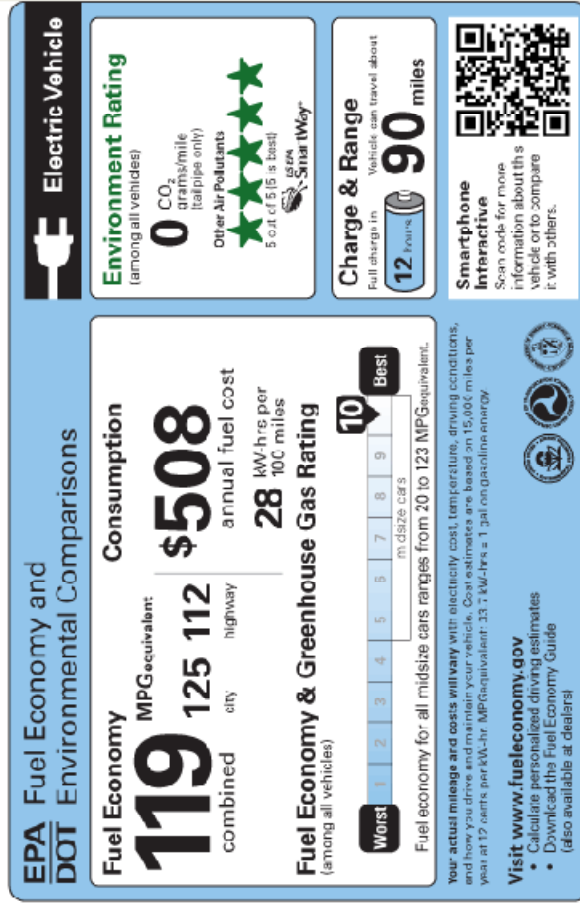 EPA Fuel Economy and
DOT Environmental Comparisons
Electric Vehicle
Fuel Economy
119
MPGequivalent
125 112
combined city highway
Consumption
$508
annual fuel cost
28 kW-hrs per
100 miles
Fuel Economy & Greenhouse Gas Rating
(among all vehicles)
10
Worst 1 2 3 4 5 6 7 8 9 Best
midsize cars
Fuel economy for all midsize cars ranges from 20 to 123 MPGequivalent.
Environment Rating
(among all vehicles)
0 CO2
grams/mile
(tailpipe only)
Other Air Pollutants
5 out of 5 (5 is best)
US EPA
SmartWay
Charge & Range
Full charge in
12 hours
Vehicle can travel about
90 miles
Your actual mileage and costs will vary with electricity cost, temperature, driving conditions,
and how you drive and maintain your vehicle. Cost estimates are based on 15,000 miles per
year at 12 cents per kW-hr. MPGequivalent: 33.7 kW-hrs = 1 gal on gasoline energy.
Visit www.fueleconomy.gov
• Calculate personalized driving estimates
• Download the Fuel Economy Guide
(also available at dealers)
Smartphone
Interactive
Scan code for more
information about this
vehicle or to compare
it with others.